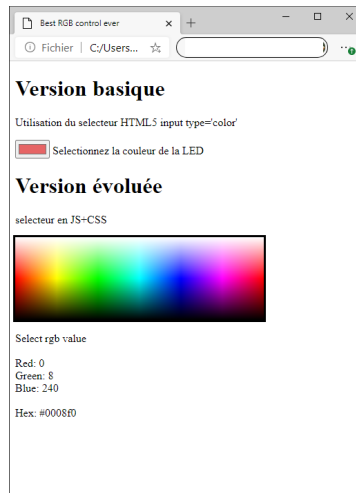 Best RGB control ever
Fichier | C:/Users...
Version basique
Utilisation du selecteur HTML5 input type='color'
Selectionnez la couleur de la LED
Version évoluée
selecteur en JS+CSS
Select rgb value
Red: 0
Green: 8
Blue: 240
Hex: #0008f0